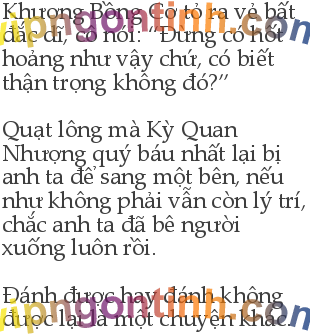 Khương Bồng Cơ tỏ ra vẻ bất
đắc dĩ, cô nói: “Đừng có hốt
hoảng như vậy chứ, có biết
thận trọng không đó?”
Quạt lông mà Kỳ Quan
Nhượng quý báu nhất lại bị
anh ta để sang một bên, nếu
như không phải vẫn còn lý trí,
chắc anh ta đã bê người
xuống luôn rồi.
Đánh được hay đánh không
được lại là một chuyện khác